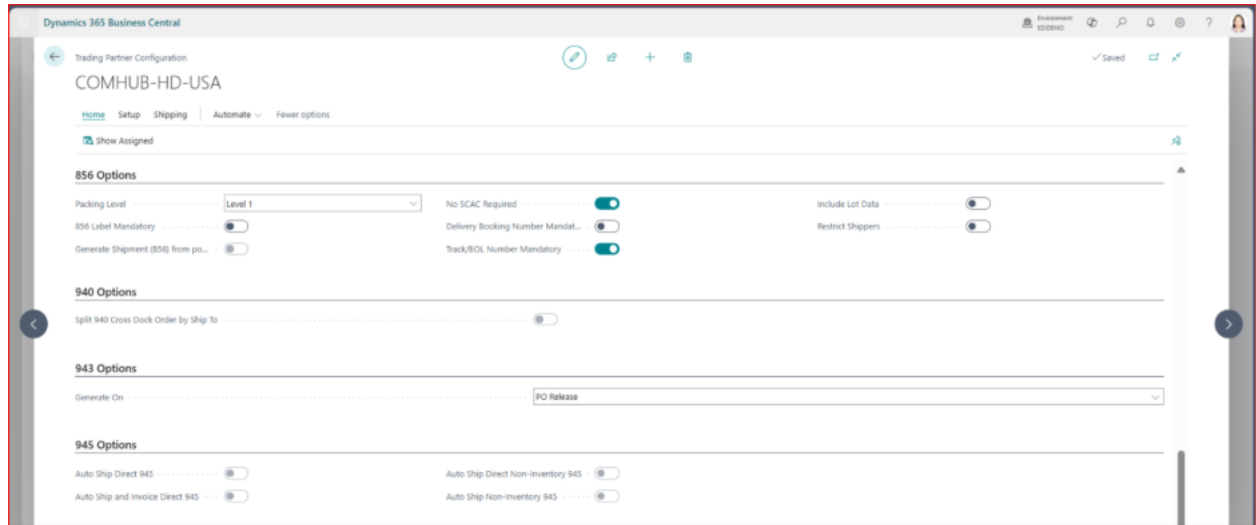 Dynamics 365 Business Central
Environment:
EDIDEMO
Trading Partner Configuration
Saved
COMHUB-HD-USA
Home Setup Shipping Automate Fewer options
Show Assigned
856 Options
Packing Level Level 1 No SCAC Required Include Lot Data
856 Label Mandatory Delivery Booking Number Mandat... Restrict Shippers
Generate Shipment (856) from po... Track/BOL Number Mandatory
940 Options
Split 940 Cross Dock Order by Ship To
943 Options
Generate On PO Release
945 Options
Auto Ship Direct 945 Auto Ship Direct Non-Inventory 945
Auto Ship and Invoice Direct 945 Auto Ship Non-Inventory 945